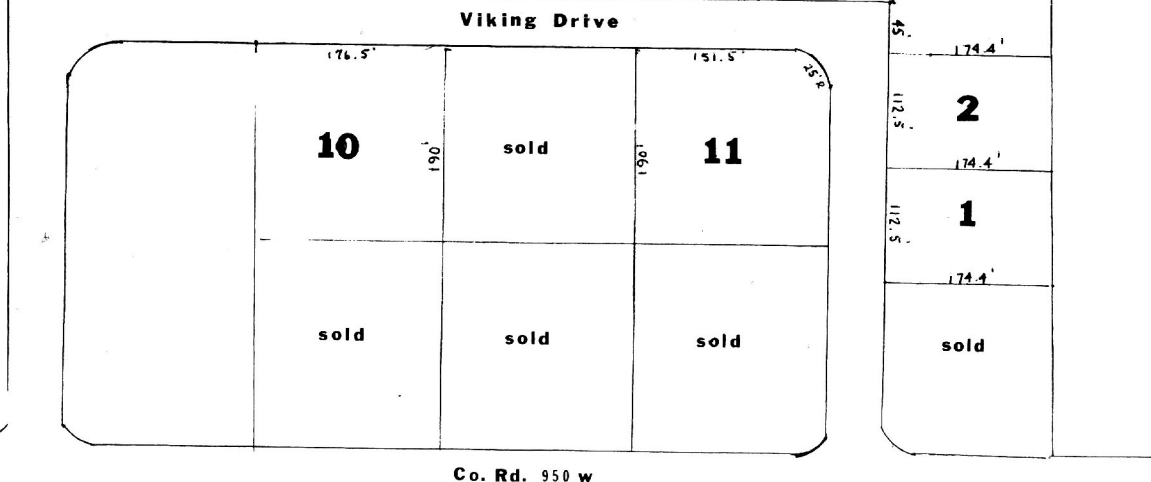 Viking Drive
45'
176.5'
151.5'
25'R
174.4'
10
190'
sold
190'
11
112.5'
2
174.4'
112.5'
1
174.4'
sold
sold
sold
sold
Co. Rd. 950 w